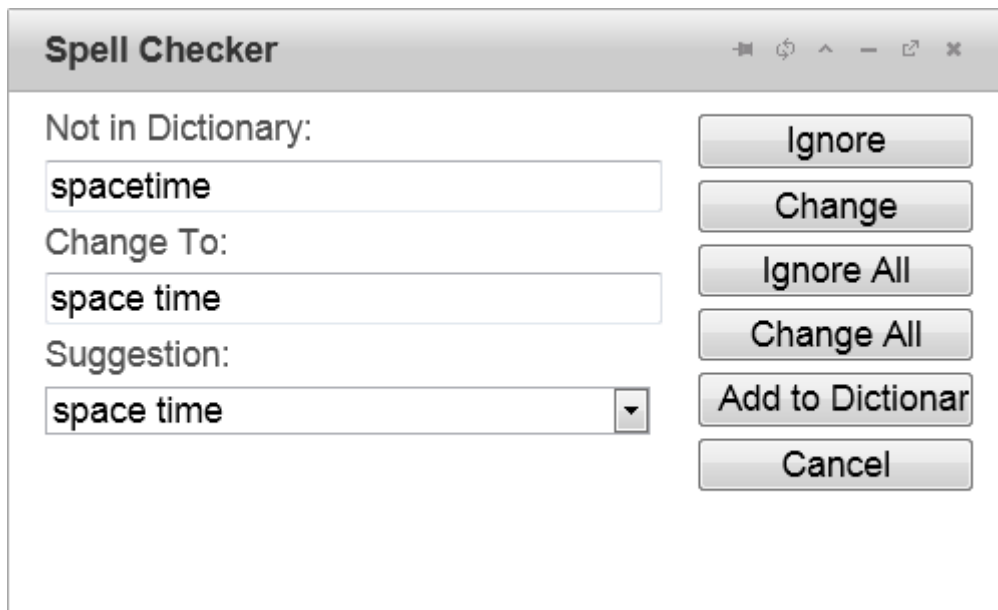 Spell Checker
Not in Dictionary:
spacetime
Change To:
space time
Suggestion:
space time
Ignore
Change
Ignore All
Change All
Add to Dictionar
Cancel